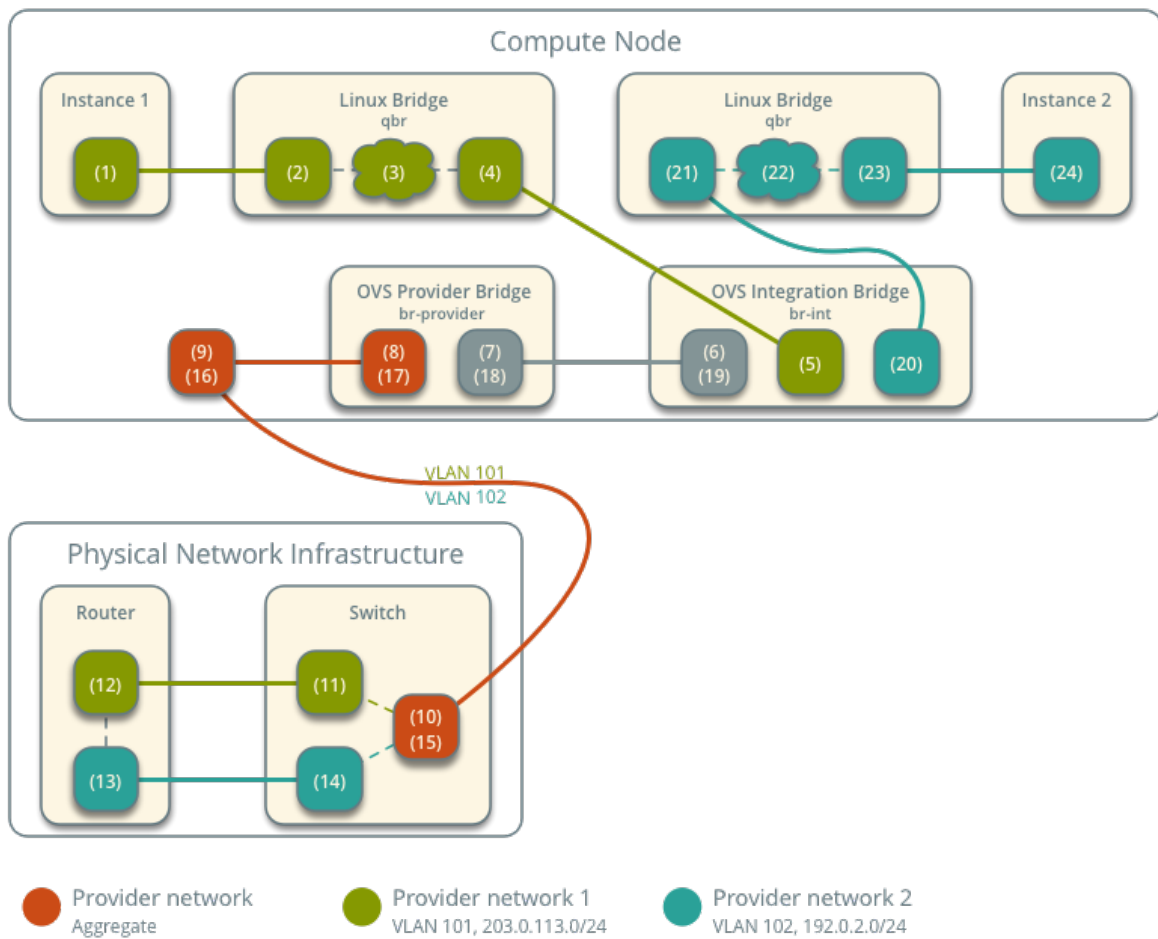 Compute Node
Instance 1
Linux Bridge
qbr
Linux Bridge
qbr
Instance 2
(1)
(2)
(3)
(4)
(21)
(22)
(23)
(24)
OVS Provider Bridge
br-provider
OVS Integration Bridge
br-int
(9)
(16)
(8)
(17)
(7)
(18)
(6)
(19)
(5)
(20)
VLAN 101
VLAN 102
Physical Network Infrastructure
Router
Switch
(12)
(11)
(10)
(15)
(13)
(14)
Provider network
Aggregate
Provider network 1
VLAN 101, 203.0.113.0/24
Provider network 2
VLAN 102, 192.0.2.0/24